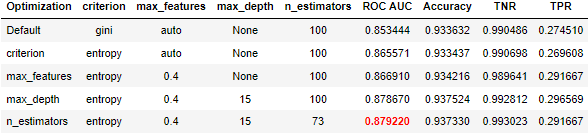 Optimization criterion max_features max_depth n_estimators ROC AUC Accuracy TNR TPR
Default gini auto None 100 0.853444 0.933632 0.990486 0.274510
criterion entropy auto None 100 0.865571 0.933437 0.990698 0.269608
max_features entropy 0.4 None 100 0.866910 0.934216 0.989641 0.291667
max_depth entropy 0.4 15 100 0.878670 0.937524 0.992812 0.296569
n_estimators entropy 0.4 15 73 0.879220 0.937330 0.993023 0.291667